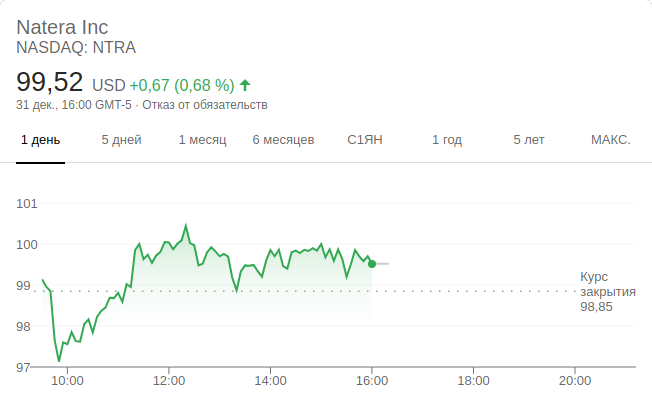 Natera Inc
NASDAQ: NTRA
99,52 USD +0,67 (0,68 %)
31 дек., 16:00 GMT-5 · Отказ от обязательств
1 день 5 дней 1 месяц 6 месяцев С1ЯН 1 год 5 лет МАКС.
101
100
99
98
97
Курс
закрытия
98,85
10:00 12:00 14:00 16:00 18:00 20:00